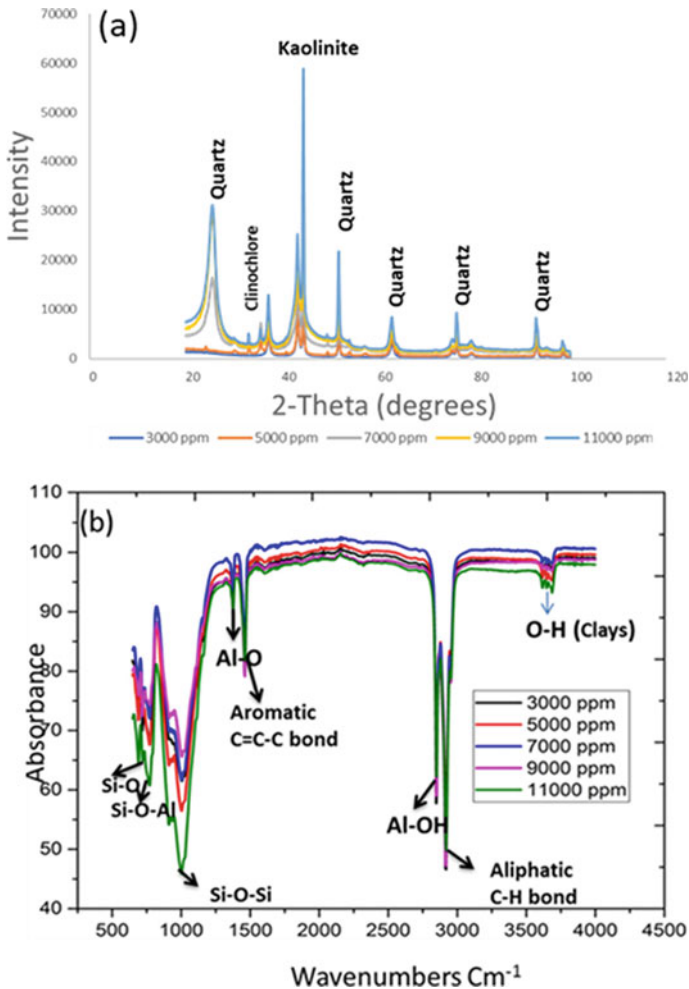 (a)
70000
60000
50000
40000
30000
20000
10000
0
Intensity
Kaolinite
Quartz
Clinochlore
Quartz
Quartz
Quartz
Quartz
0 20 40 60 80 100 120
2-Theta (degrees)
3000 ppm 5000 ppm 7000 ppm 9000 ppm 11000 ppm
(b)
110
100
90
80
70
60
50
40
Absorbance
O-H (Clays)
Al-O
Aromatic
C=C-C bond
3000 ppm
5000 ppm
7000 ppm
9000 ppm
11000 ppm
Si-O
Si-O-Al
Al-OH
Aliphatic
C-H bond
Si-O-Si
500 1000 1500 2000 2500 3000 3500 4000 4500
Wavenumbers Cm-1